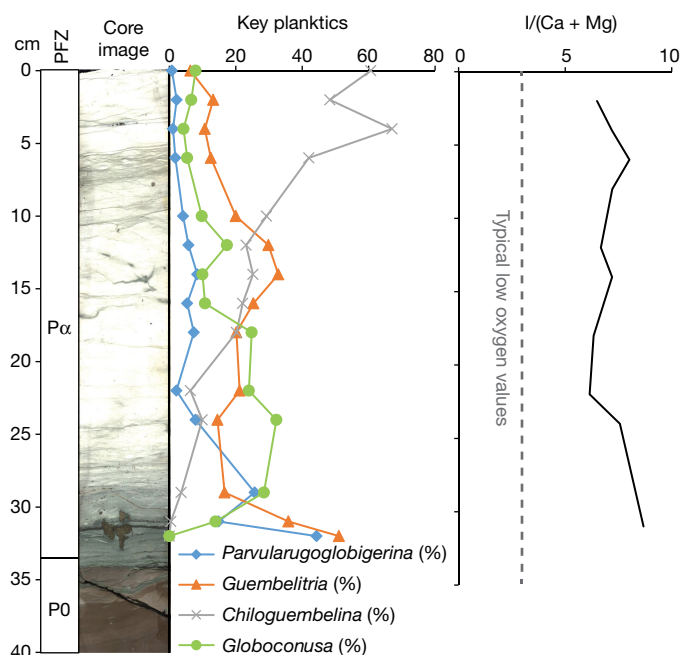 cm
PFZ
Core
image
Key planktics
0 20 40 60 80
I/(Ca + Mg)
0 5 10
0
5
10
15
20
25
30
35
40
Pα
P0
Typical low oxygen values
Parvularugoglobigerina (%)
Guembelitria (%)
Chiloguembelina (%)
Globoconusa (%)